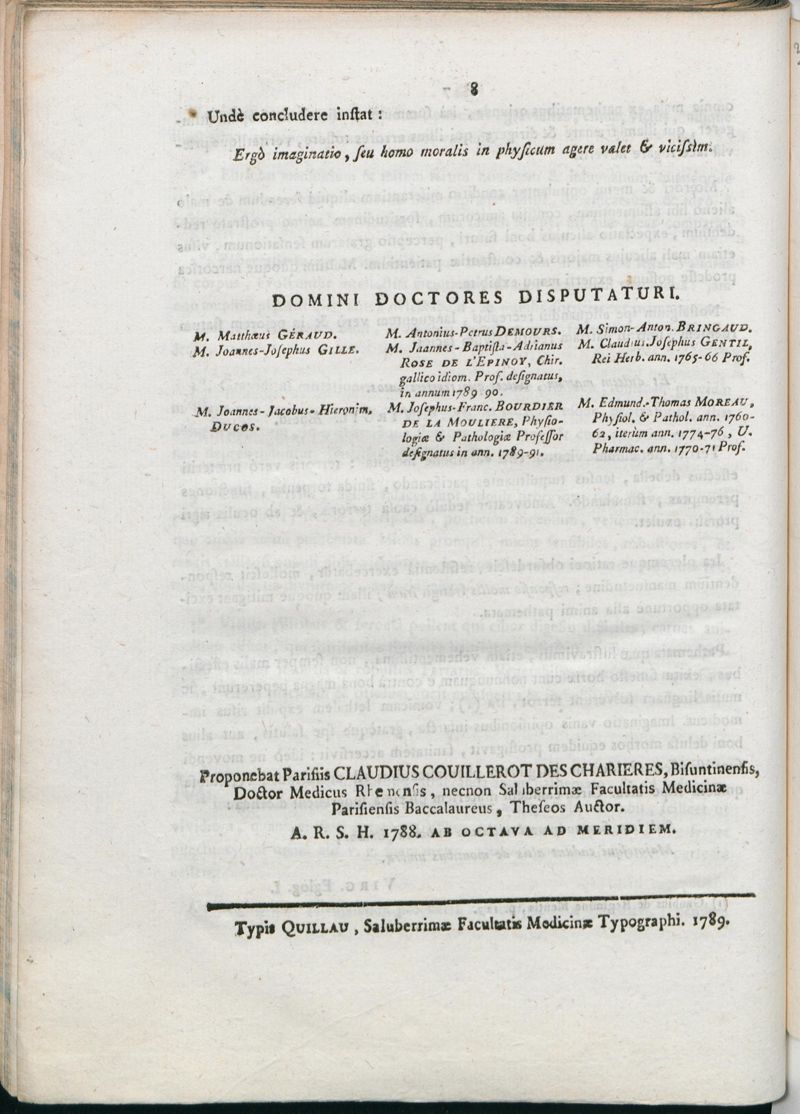 8
Undè concludere inſtat :
Ergò imaginatio, ſeu homo moralis in phyſicum agere valet & viciſsìm.
DOMINI DOCTORES DISPUTATURI.
M. Matthæus GÉRAUD.
M. Joannes-Joſephus GILLE.
M. Joannes-Jacobus-Hieronim.
DUCOS.
M. Antonius-Petrus DEMOURS.
M. Jaannes-Baptiſta-Adrianus
ROSE DE L'EPINOY, Chir.
gallico idiom. Prof. deſignatus,
in annum 1789 90.
M. Joſephus-Franc. BOURDIER
DE LA MOULIERE, Phyſio-
logiæ & Pathologiæ Profeſſor
deſignatus in ann. 1789-91.
M. Simon-Anton. BRINGAUD.
M. Claudius-Joſephus GENTIL,
Rei Herb. ann. 1765-66 Prof.
M. Edmund.-Thomas MOREAU,
Phyſiol. & Pathol. ann. 1760-
62, iterùm ann. 1774-76, U.
Pharmac. ann. 1770-71 Prof.
Proponebat Pariſiis CLAUDIUS COUILLEROT DES CHARIERES, Biſuntinenſis,
Doctor Medicus Rhemenſis, necnon Saluberrimæ Facultatis Medicinæ
Pariſienſis Baccalaureus, Theſeos Auctor.
A. R. S. H. 1788. AB OCTAVA AD MERIDIEM.
Typis QUILLAU, Saluberrimæ Facultatis Medicinæ Typographi. 1789.